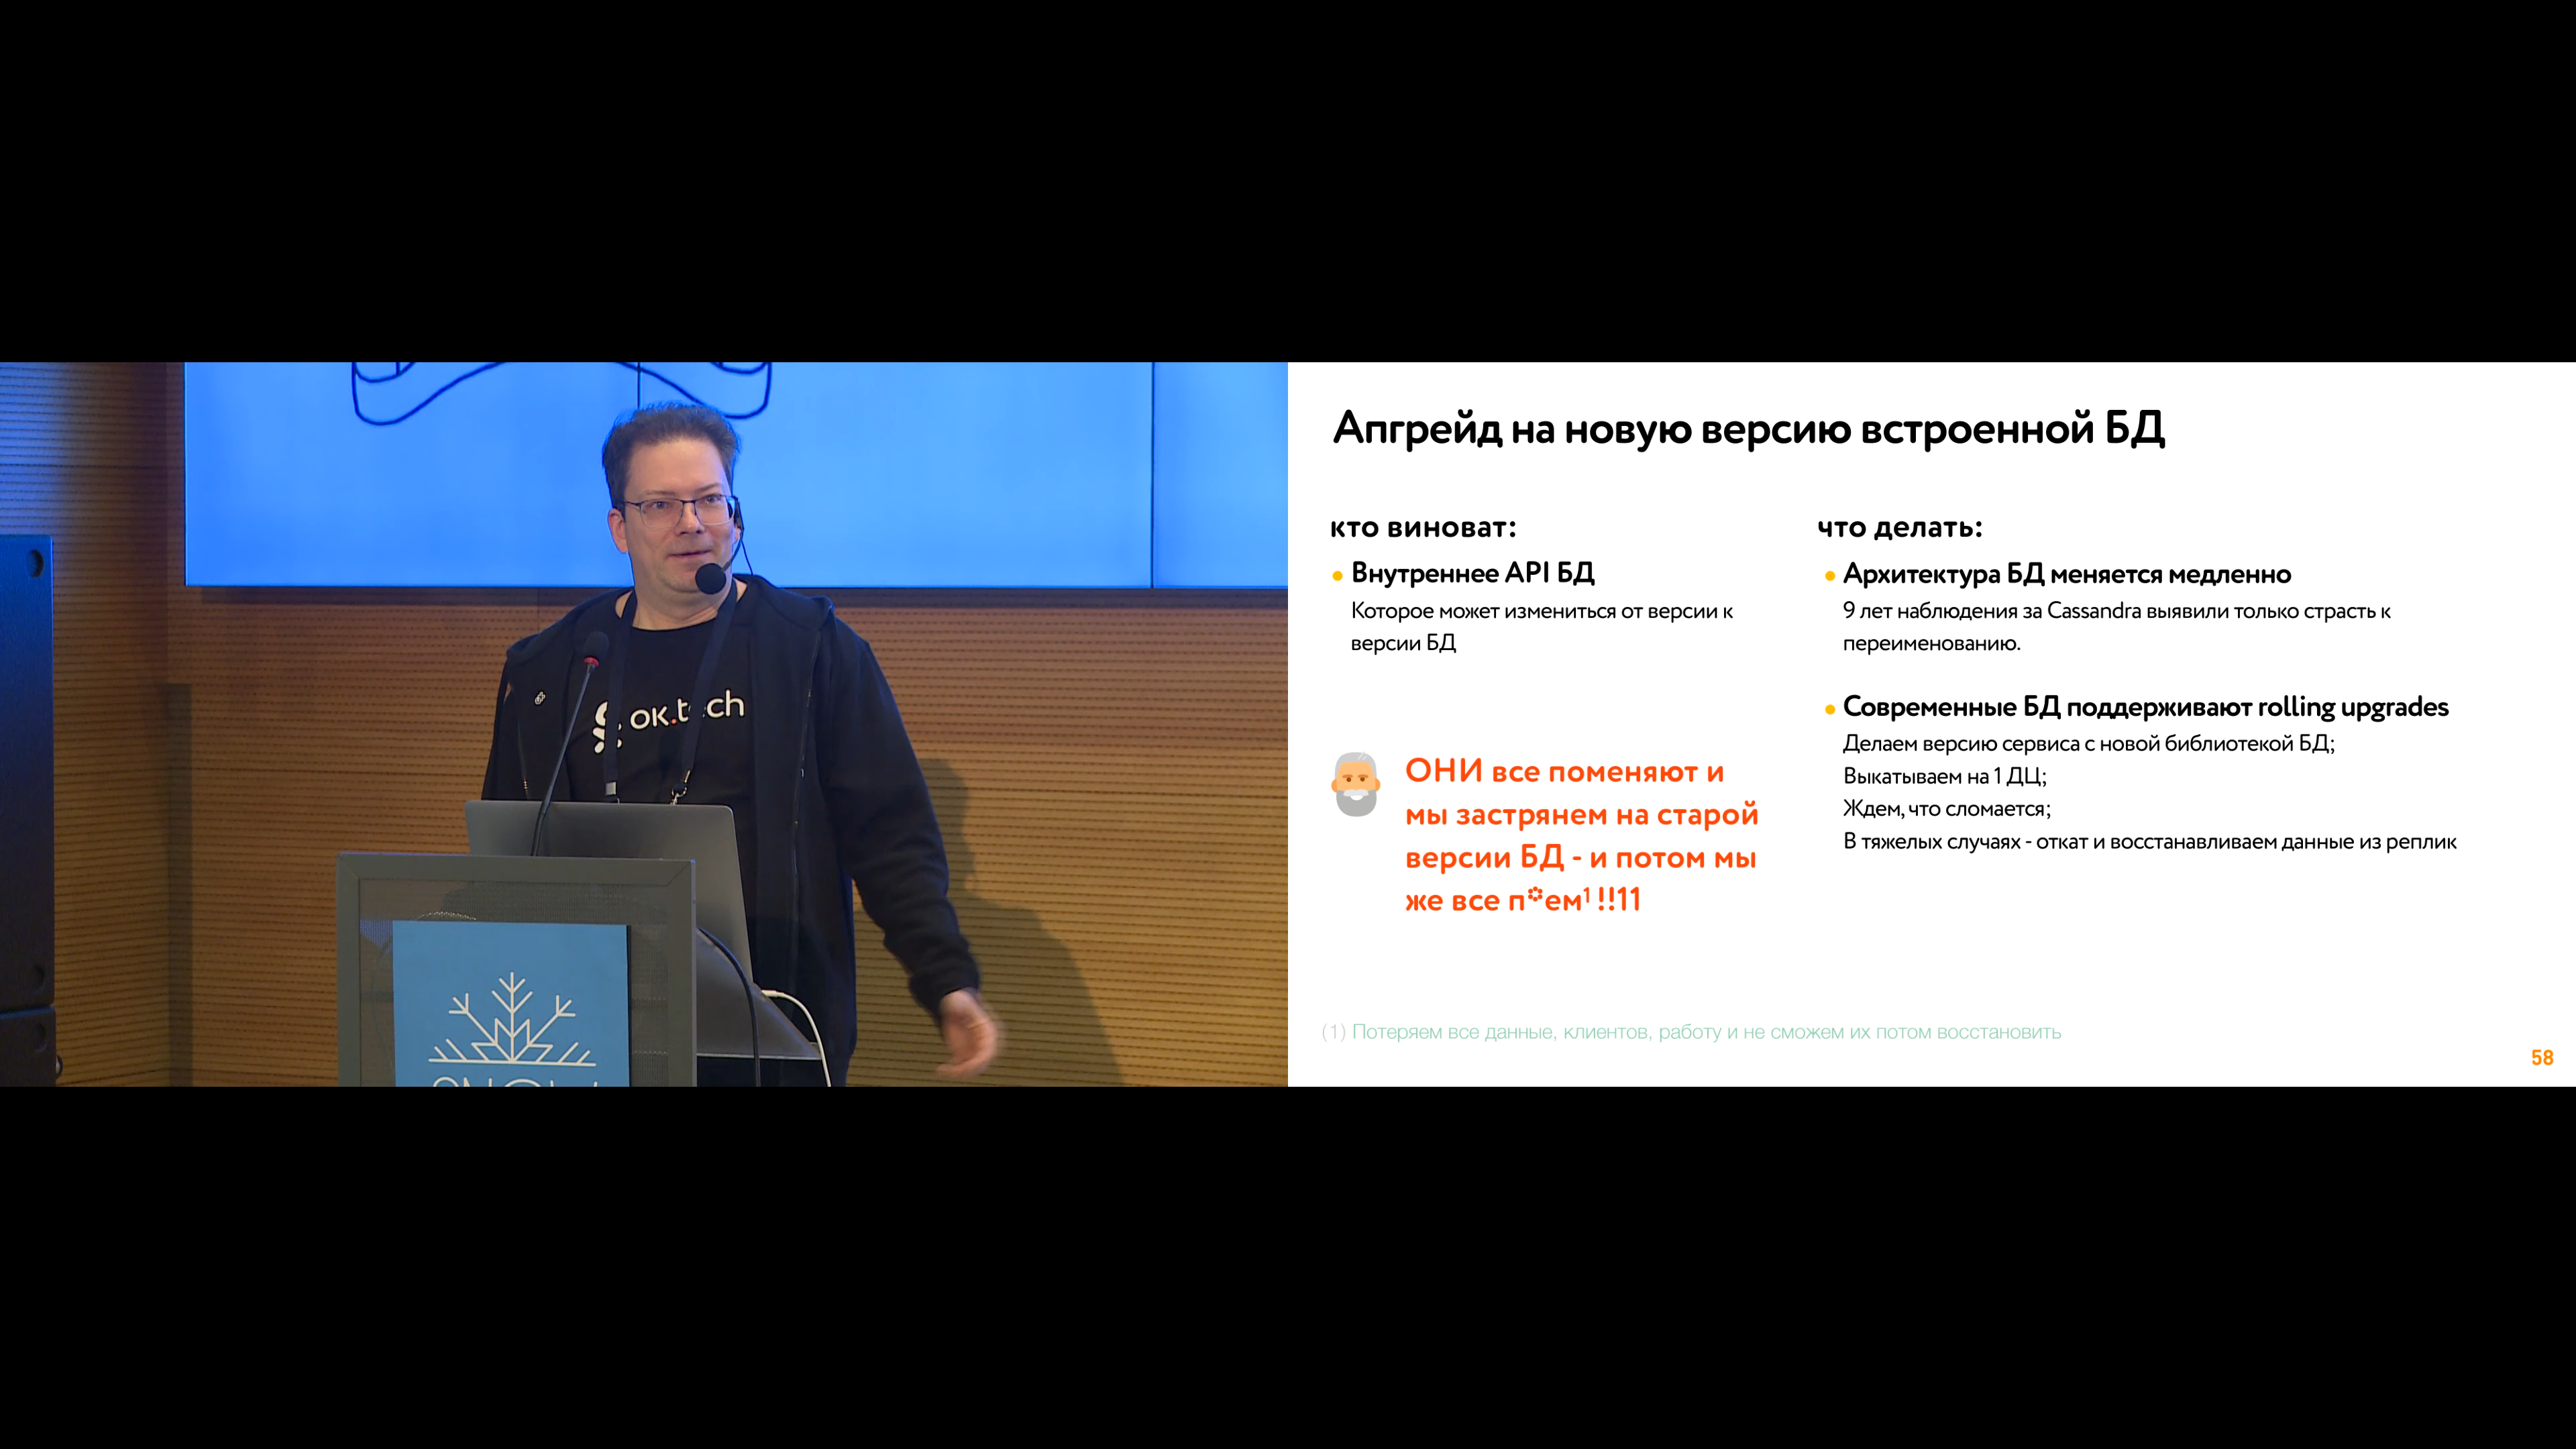 ok.tech
Апгрейд на новую версию встроенной БД
кто виноват:
Внутреннее API БД
Которое может измениться от версии к
версии БД
ОНИ все поменяют и
мы застрянем на старой
версии БД - и потом мы
же все п*ем¹ !!11
что делать:
Архитектура БД меняется медленно
9 лет наблюдения за Cassandra выявили только страсть к
переименованию.
Современные БД поддерживают rolling upgrades
Делаем версию сервиса с новой библиотекой БД;
Выкатываем на 1 ДЦ;
Ждем, что сломается;
В тяжелых случаях - откат и восстанавливаем данные из реплик
(1) Потеряем все данные, клиентов, работу и не сможем их потом восстановить
58